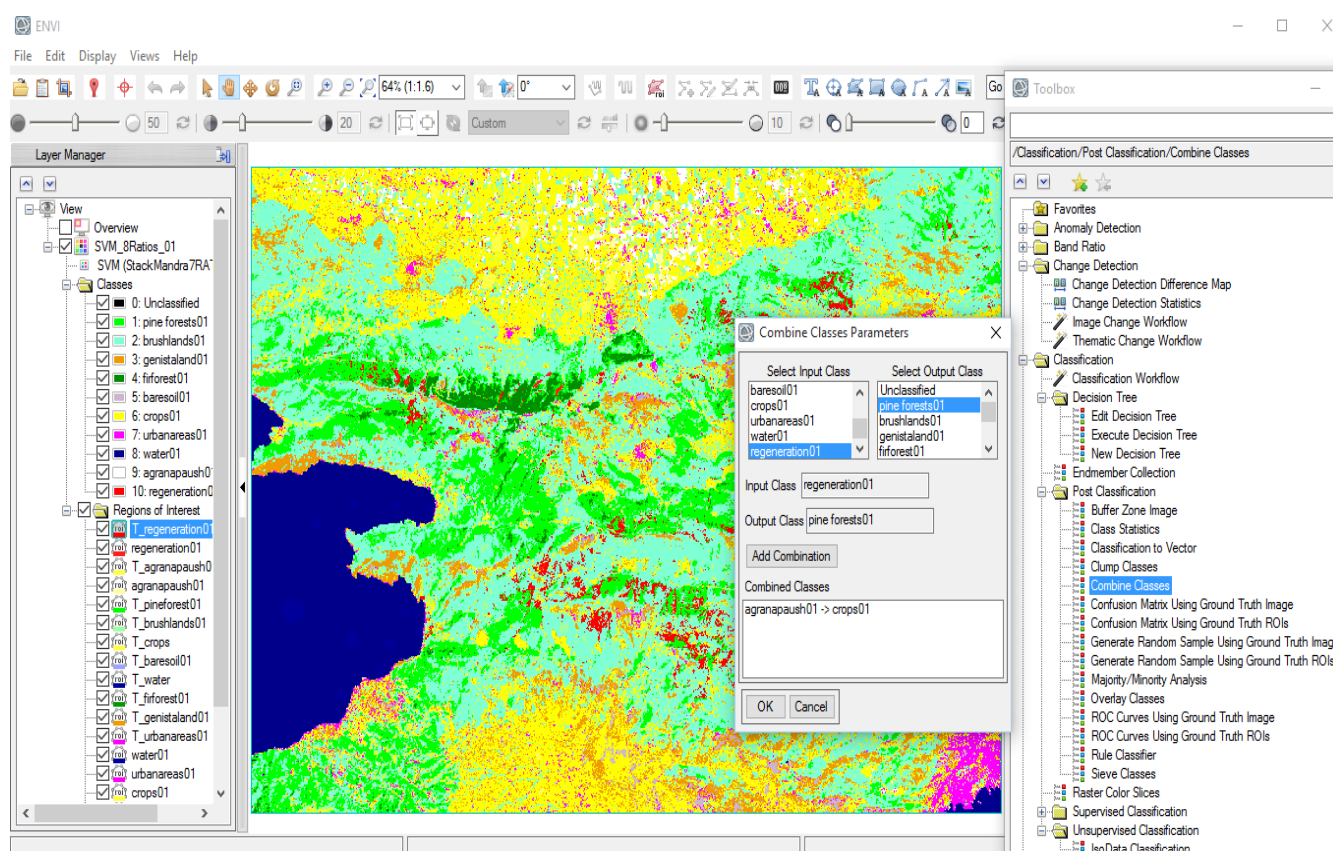 ENVI
File Edit Display Views Help
64% (1:1.6) 0° Go
50 20 Custom 10 0
Layer Manager
View
Overview
SVM_8Ratios_01
SVM (StackMandra7RA
Classes
0: Unclassified
1: pine forests01
2: brushlands01
3: genistaland01
4: firforest01
5: baresoil01
6: crops01
7: urbanareas01
8: water01
9: agranapaush0
10: regeneration0
Regions of Interest
T_regeneration01
regeneration01
T_agranapaush0
agranapaush01
T_pineforest01
T_brushlands01
T_crops
T_baresoil01
T_water
T_firforest01
T_genistaland01
T_urbanareas01
water01
urbanareas01
crops01
Combine Classes Parameters
Select Input Class
baresoil01
crops01
urbanareas01
water01
regeneration01
Select Output Class
Unclassified
pine forests01
brushlands01
genistaland01
firforest01
Input Class regeneration01
Output Class pine forests01
Add Combination
Combined Classes
agranapaush01 -> crops01
OK Cancel
Toolbox
/Classification/Post Classification/Combine Classes
Favorites
Anomaly Detection
Band Ratio
Change Detection
Change Detection Difference Map
Change Detection Statistics
Image Change Workflow
Thematic Change Workflow
Classification
Classification Workflow
Decision Tree
Edit Decision Tree
Execute Decision Tree
New Decision Tree
Endmember Collection
Post Classification
Buffer Zone Image
Class Statistics
Classification to Vector
Clump Classes
Combine Classes
Confusion Matrix Using Ground Truth Image
Confusion Matrix Using Ground Truth ROIs
Generate Random Sample Using Ground Truth Imag
Generate Random Sample Using Ground Truth ROIs
Majority/Minority Analysis
Overlay Classes
ROC Curves Using Ground Truth Image
ROC Curves Using Ground Truth ROIs
Rule Classifier
Sieve Classes
Raster Color Slices
Supervised Classification
Unsupervised Classification
IsoData Classification